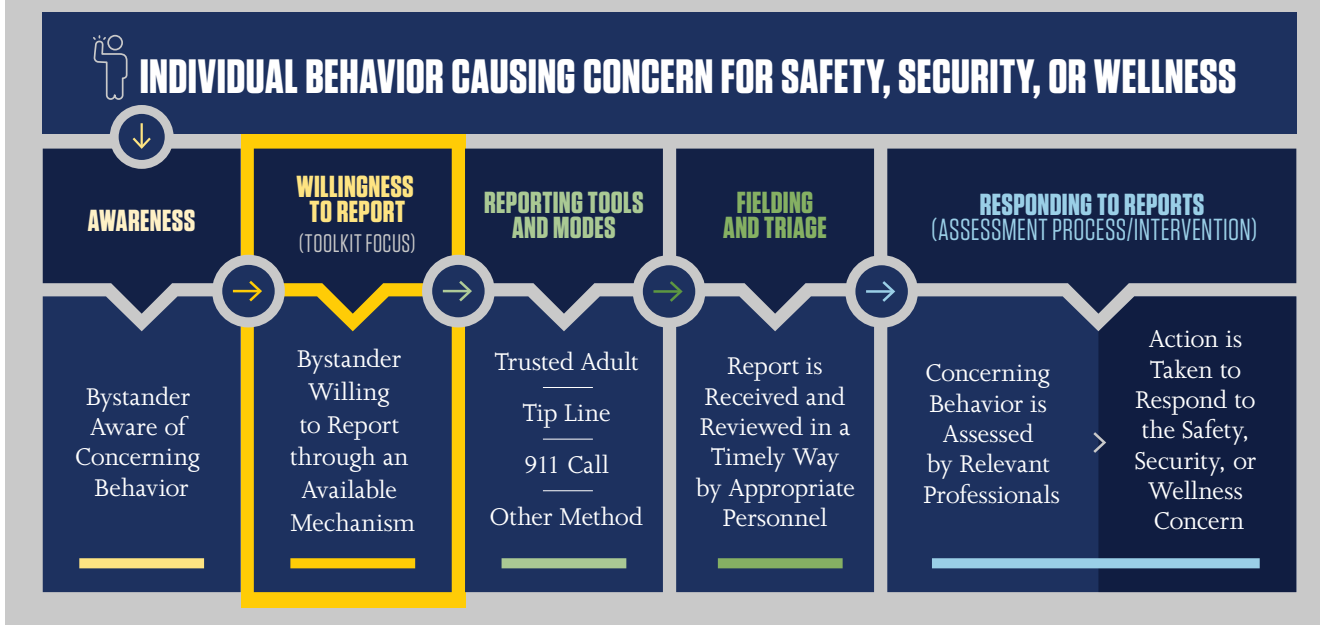 INDIVIDUAL BEHAVIOR CAUSING CONCERN FOR SAFETY, SECURITY, OR WELLNESS
AWARENESS
Bystander
Aware of
Concerning
Behavior
WILLINGNESS
TO REPORT
(TOOLKIT FOCUS)
Bystander
Willing
to Report
through an
Available
Mechanism
REPORTING TOOLS
AND MODES
Trusted Adult
Tip Line
911 Call
Other Method
FIELDING
AND TRIAGE
Report is
Received and
Reviewed in a
Timely Way
by Appropriate
Personnel
RESPONDING TO REPORTS
(ASSESSMENT PROCESS/INTERVENTION)
Concerning
Behavior is
Assessed
by Relevant
Professionals
Action is
Taken to
Respond to
the Safety,
Security, or
Wellness
Concern